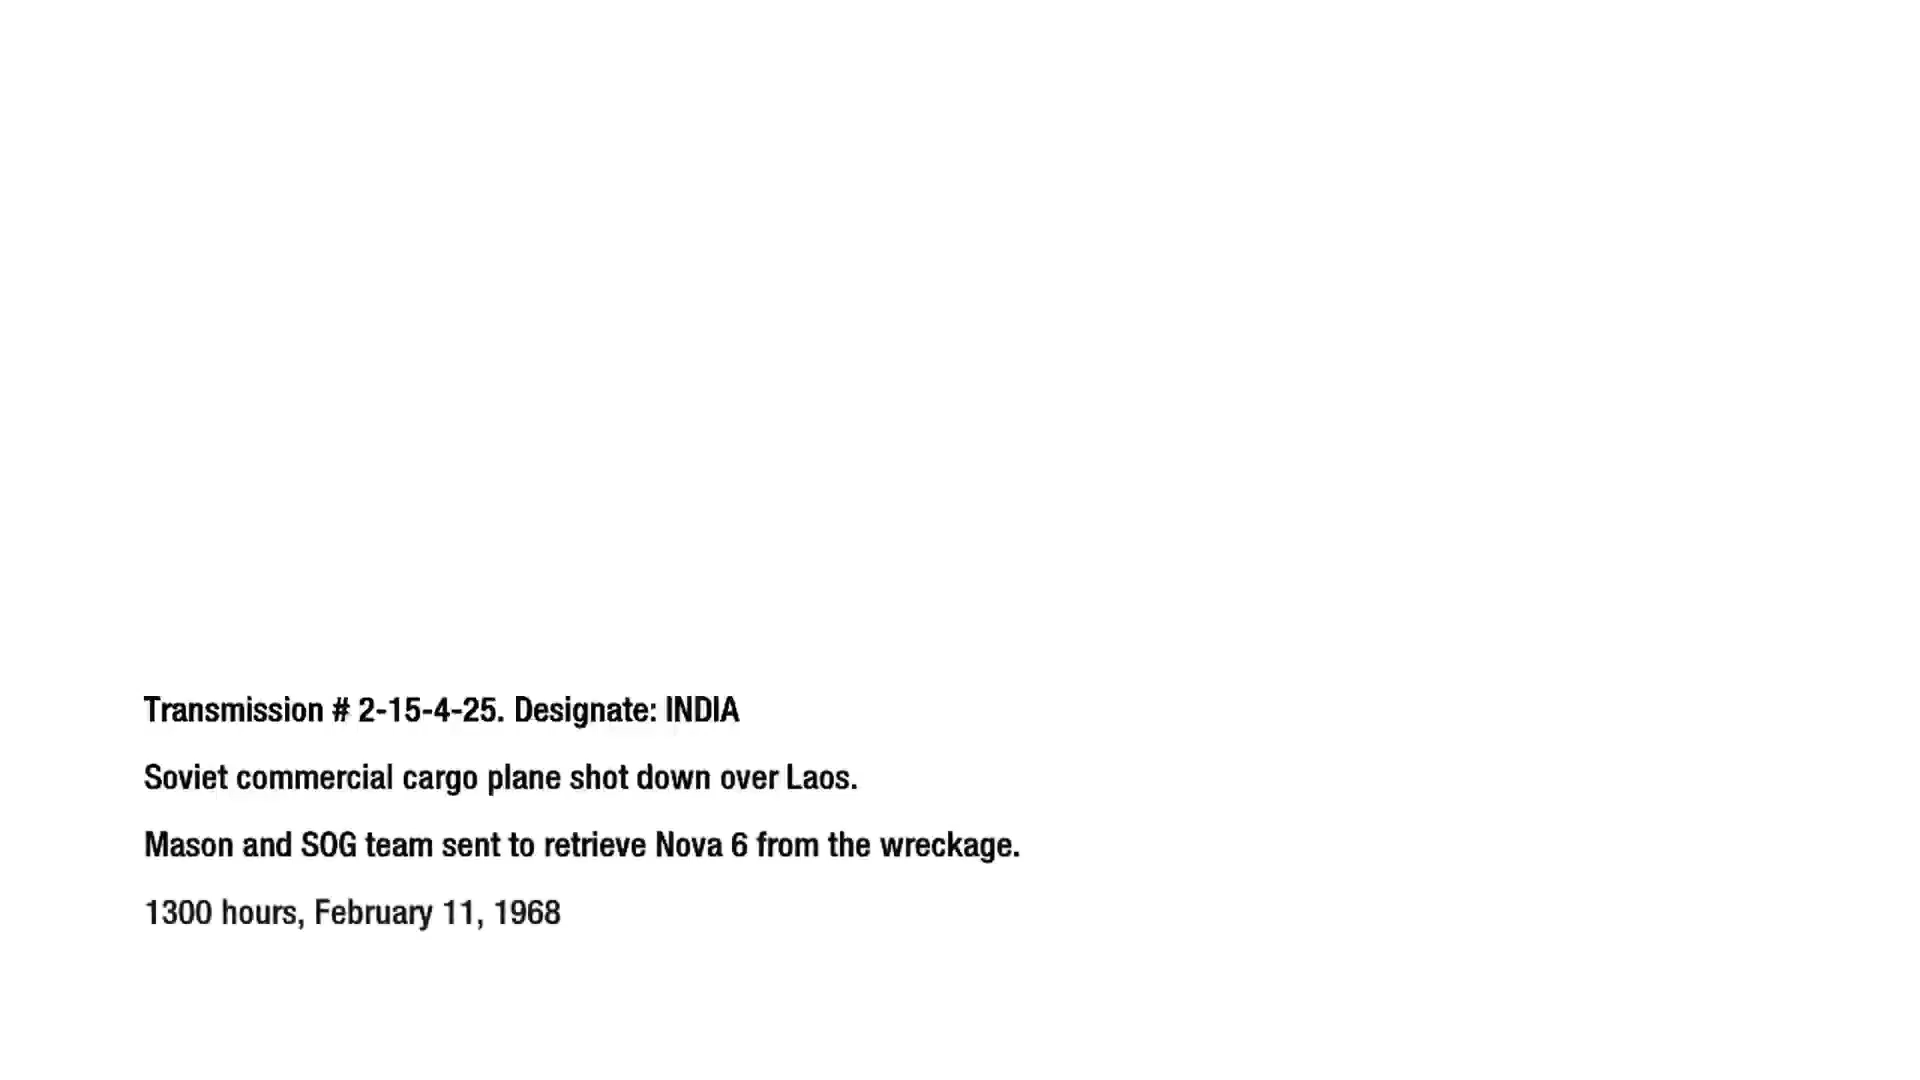 Transmission # 2-15-4-25. Designate: INDIA
Soviet commercial cargo plane shot down over Laos.
Mason and SOG team sent to retrieve Nova 6 from the wreckage.
1300 hours, February 11, 1968